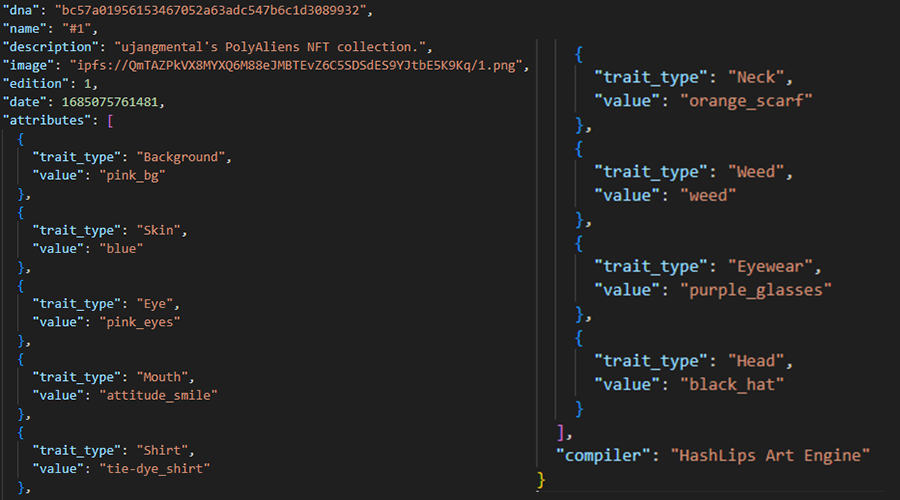 "dna": "bc57a01956153467052a63adc547b6c1d3089932",
"name": "#1",
"description": "ujangmental's PolyAliens NFT collection.",
"image": "ipfs://QmTAZPkVX8MYXQ6M88eJMBTEvZ6C5SDSdES9YJtbE5K9Kq/1.png",
"edition": 1,
"date": 1685075761481,
"attributes": [
{
"trait_type": "Background",
"value": "pink_bg"
},
{
"trait_type": "Skin",
"value": "blue"
},
{
"trait_type": "Eye",
"value": "pink_eyes"
},
{
"trait_type": "Mouth",
"value": "attitude_smile"
},
{
"trait_type": "Shirt",
"value": "tie-dye_shirt"
},
{
"trait_type": "Neck",
"value": "orange_scarf"
},
{
"trait_type": "Weed",
"value": "weed"
},
{
"trait_type": "Eyewear",
"value": "purple_glasses"
},
{
"trait_type": "Head",
"value": "black_hat"
}
],
"compiler": "HashLips Art Engine"
}